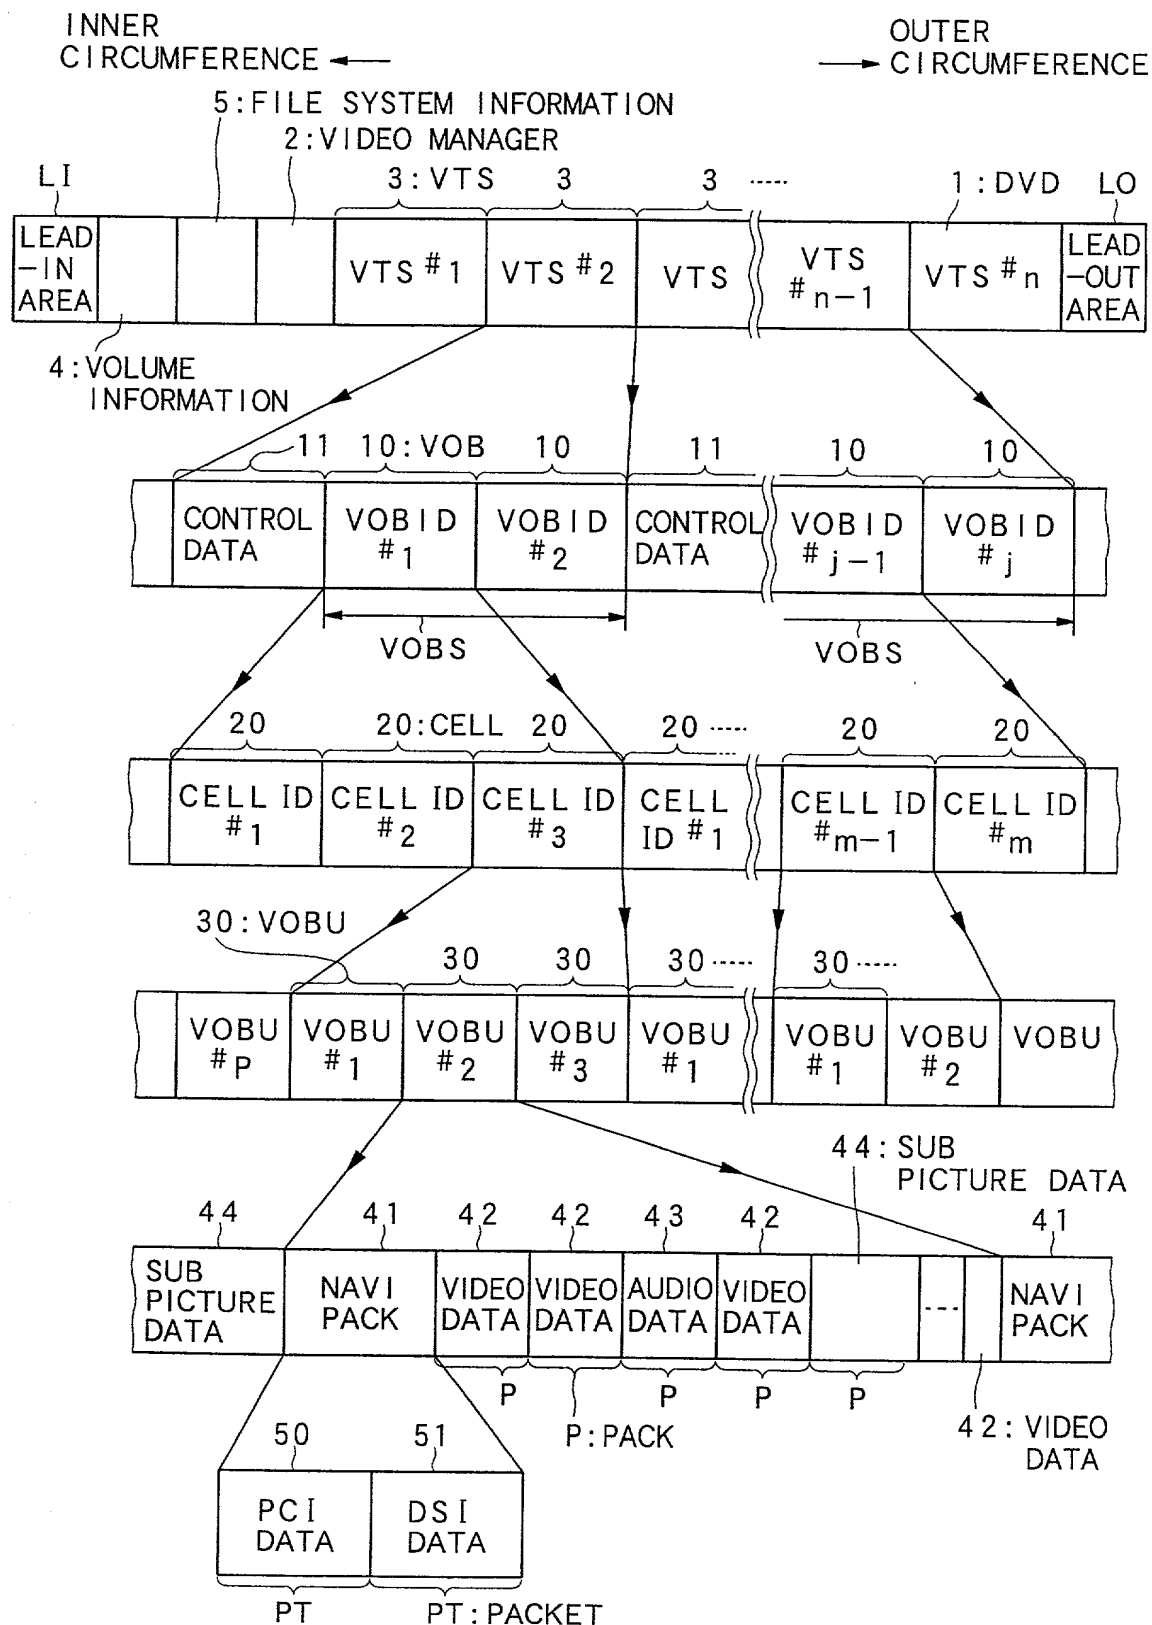 INNER
CIRCUMFERENCE
OUTER
CIRCUMFERENCE
5:FILE SYSTEM INFORMATION
2:VIDEO MANAGER
LI
3:VTS
3
3
1:DVD
LO
LEAD
-IN
AREA
VTS #1
VTS #2
VTS
VTS
#n-1
VTS #n
LEAD
-OUT
AREA
4:VOLUME
INFORMATION
11
10:VOB
10
11
10
10
CONTROL
DATA
VOBID
#1
VOBID
#2
CONTROL
DATA
VOBID
#j-1
VOBID
#j
VOBS
VOBS
20
20:CELL
20
20
20
20
CELL ID
#1
CELL ID
#2
CELL ID
#3
CELL
ID #1
CELL ID
#m-1
CELL ID
#m
30:VOBU
30
30
30
30
VOBU
#P
VOBU
#1
VOBU
#2
VOBU
#3
VOBU
#1
VOBU
#1
VOBU
#2
VOBU
44:SUB
PICTURE DATA
44
41
42
42
43
42
41
SUB
PICTURE
DATA
NAVI
PACK
VIDEO
DATA
VIDEO
DATA
AUDIO
DATA
VIDEO
DATA
NAVI
PACK
P
P:PACK
P
P
P
42:VIDEO
DATA
50
51
PCI
DATA
DSI
DATA
PT
PT:PACKET